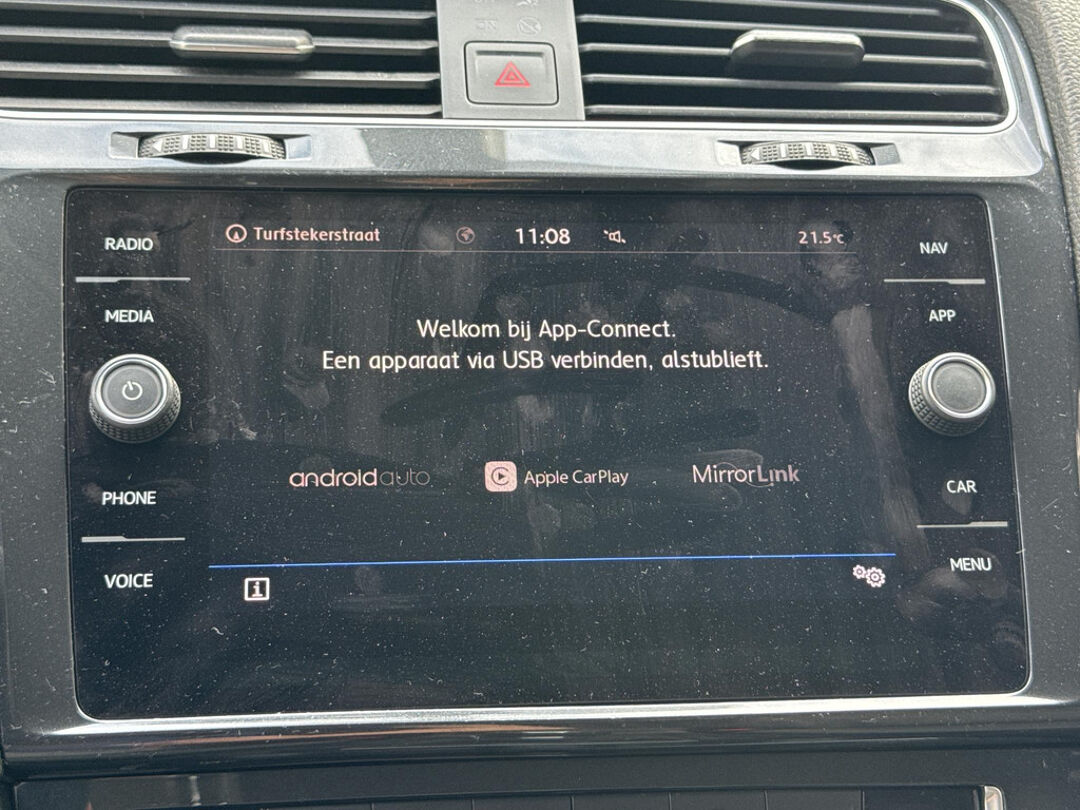 RADIO
MEDIA
PHONE
VOICE
Turfstekerstraat 11:08 21.5°C
Welkom bij App-Connect.
Een apparaat via USB verbinden, alstublieft.
androidauto Apple CarPlay MirrorLink
i
NAV
APP
CAR
MENU